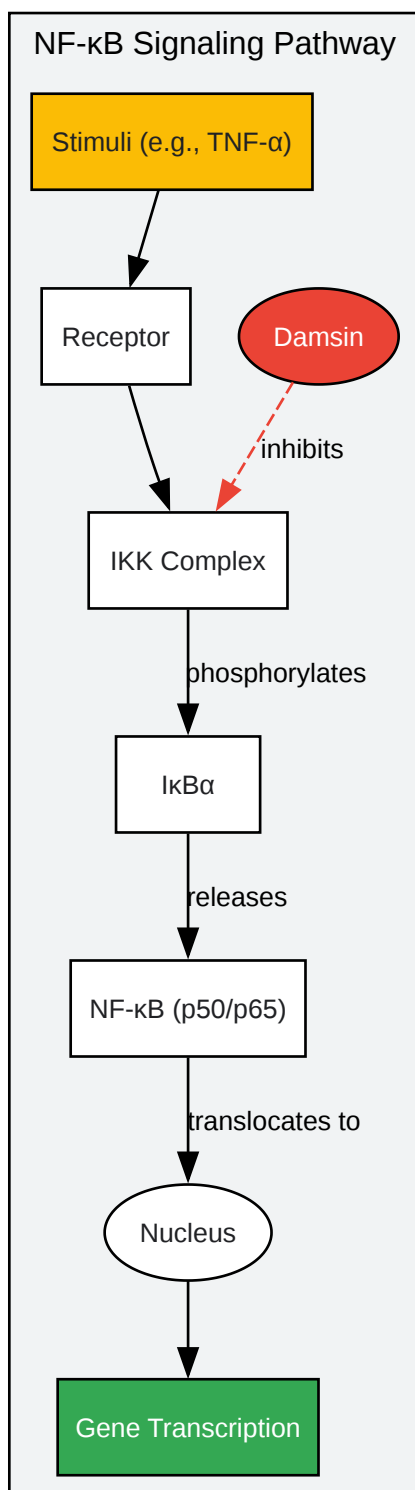 NF-κB Signaling Pathway
Stimuli (e.g., TNF-α)
Receptor
Damsin
inhibits
IKK Complex
phosphorylates
IκBα
releases
NF-κB (p50/p65)
translocates to
Nucleus
Gene Transcription